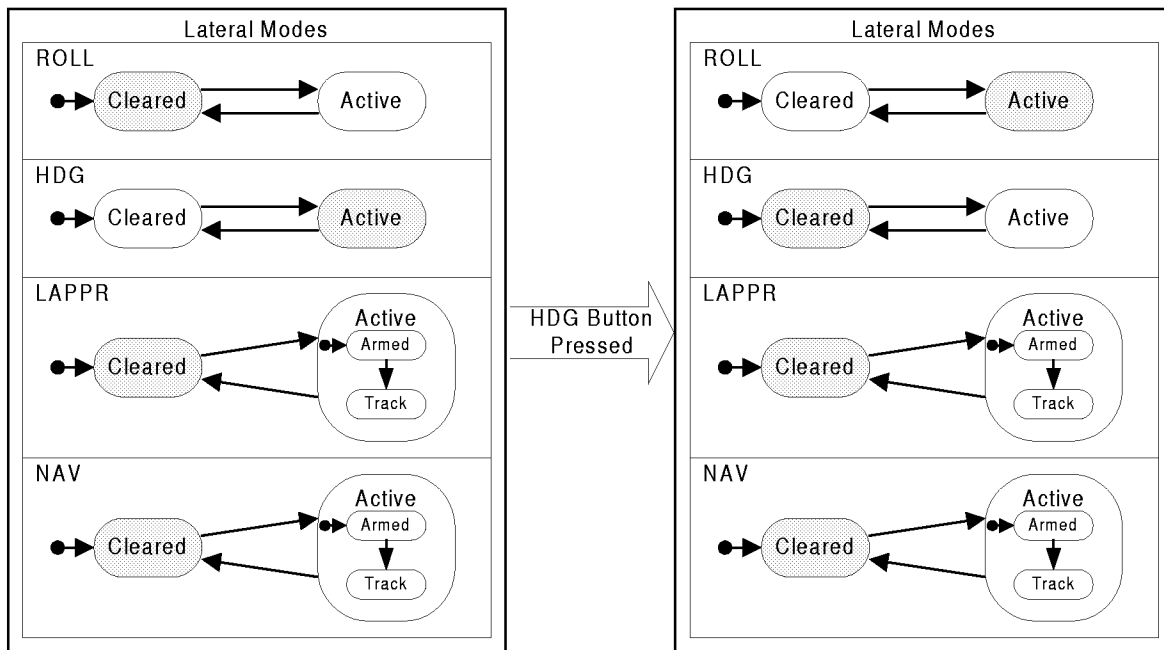 Lateral Modes
ROLL
Cleared
Active
HDG
Cleared
Active
LAPPR
Cleared
Active
Armed
Track
NAV
Cleared
Active
Armed
Track
HDG Button
Pressed
Lateral Modes
ROLL
Cleared
Active
HDG
Cleared
Active
LAPPR
Cleared
Active
Armed
Track
NAV
Cleared
Active
Armed
Track